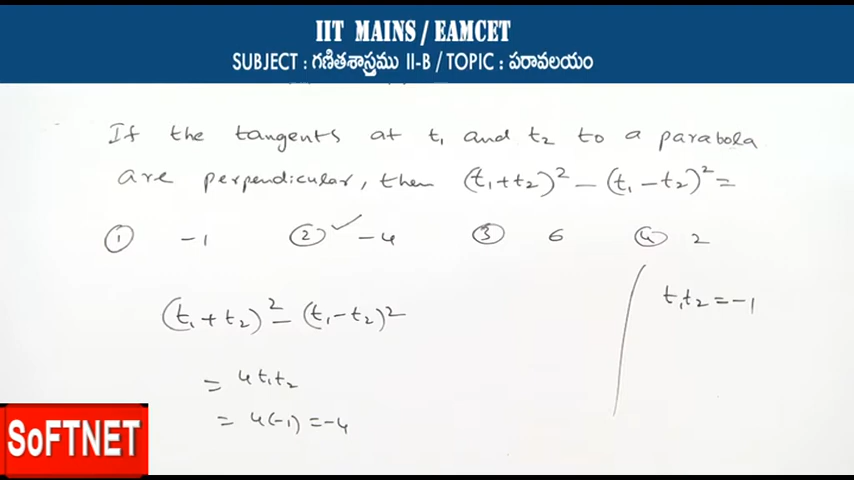 IIT MAINS / EAMCET
SUBJECT : గణితశాస్త్రము II-B / TOPIC : పరావలయం
If the tangents at t₁ and t₂ to a parabola
are perpendicular, then (t₁+t₂)² – (t₁–t₂)² =
① -1 ② ✓ -4 ③ 6 ④ 2
(t₁+t₂)² – (t₁–t₂)²
t₁t₂ = -1
= 4t₁t₂
= 4(-1) = -4
SoFTNET